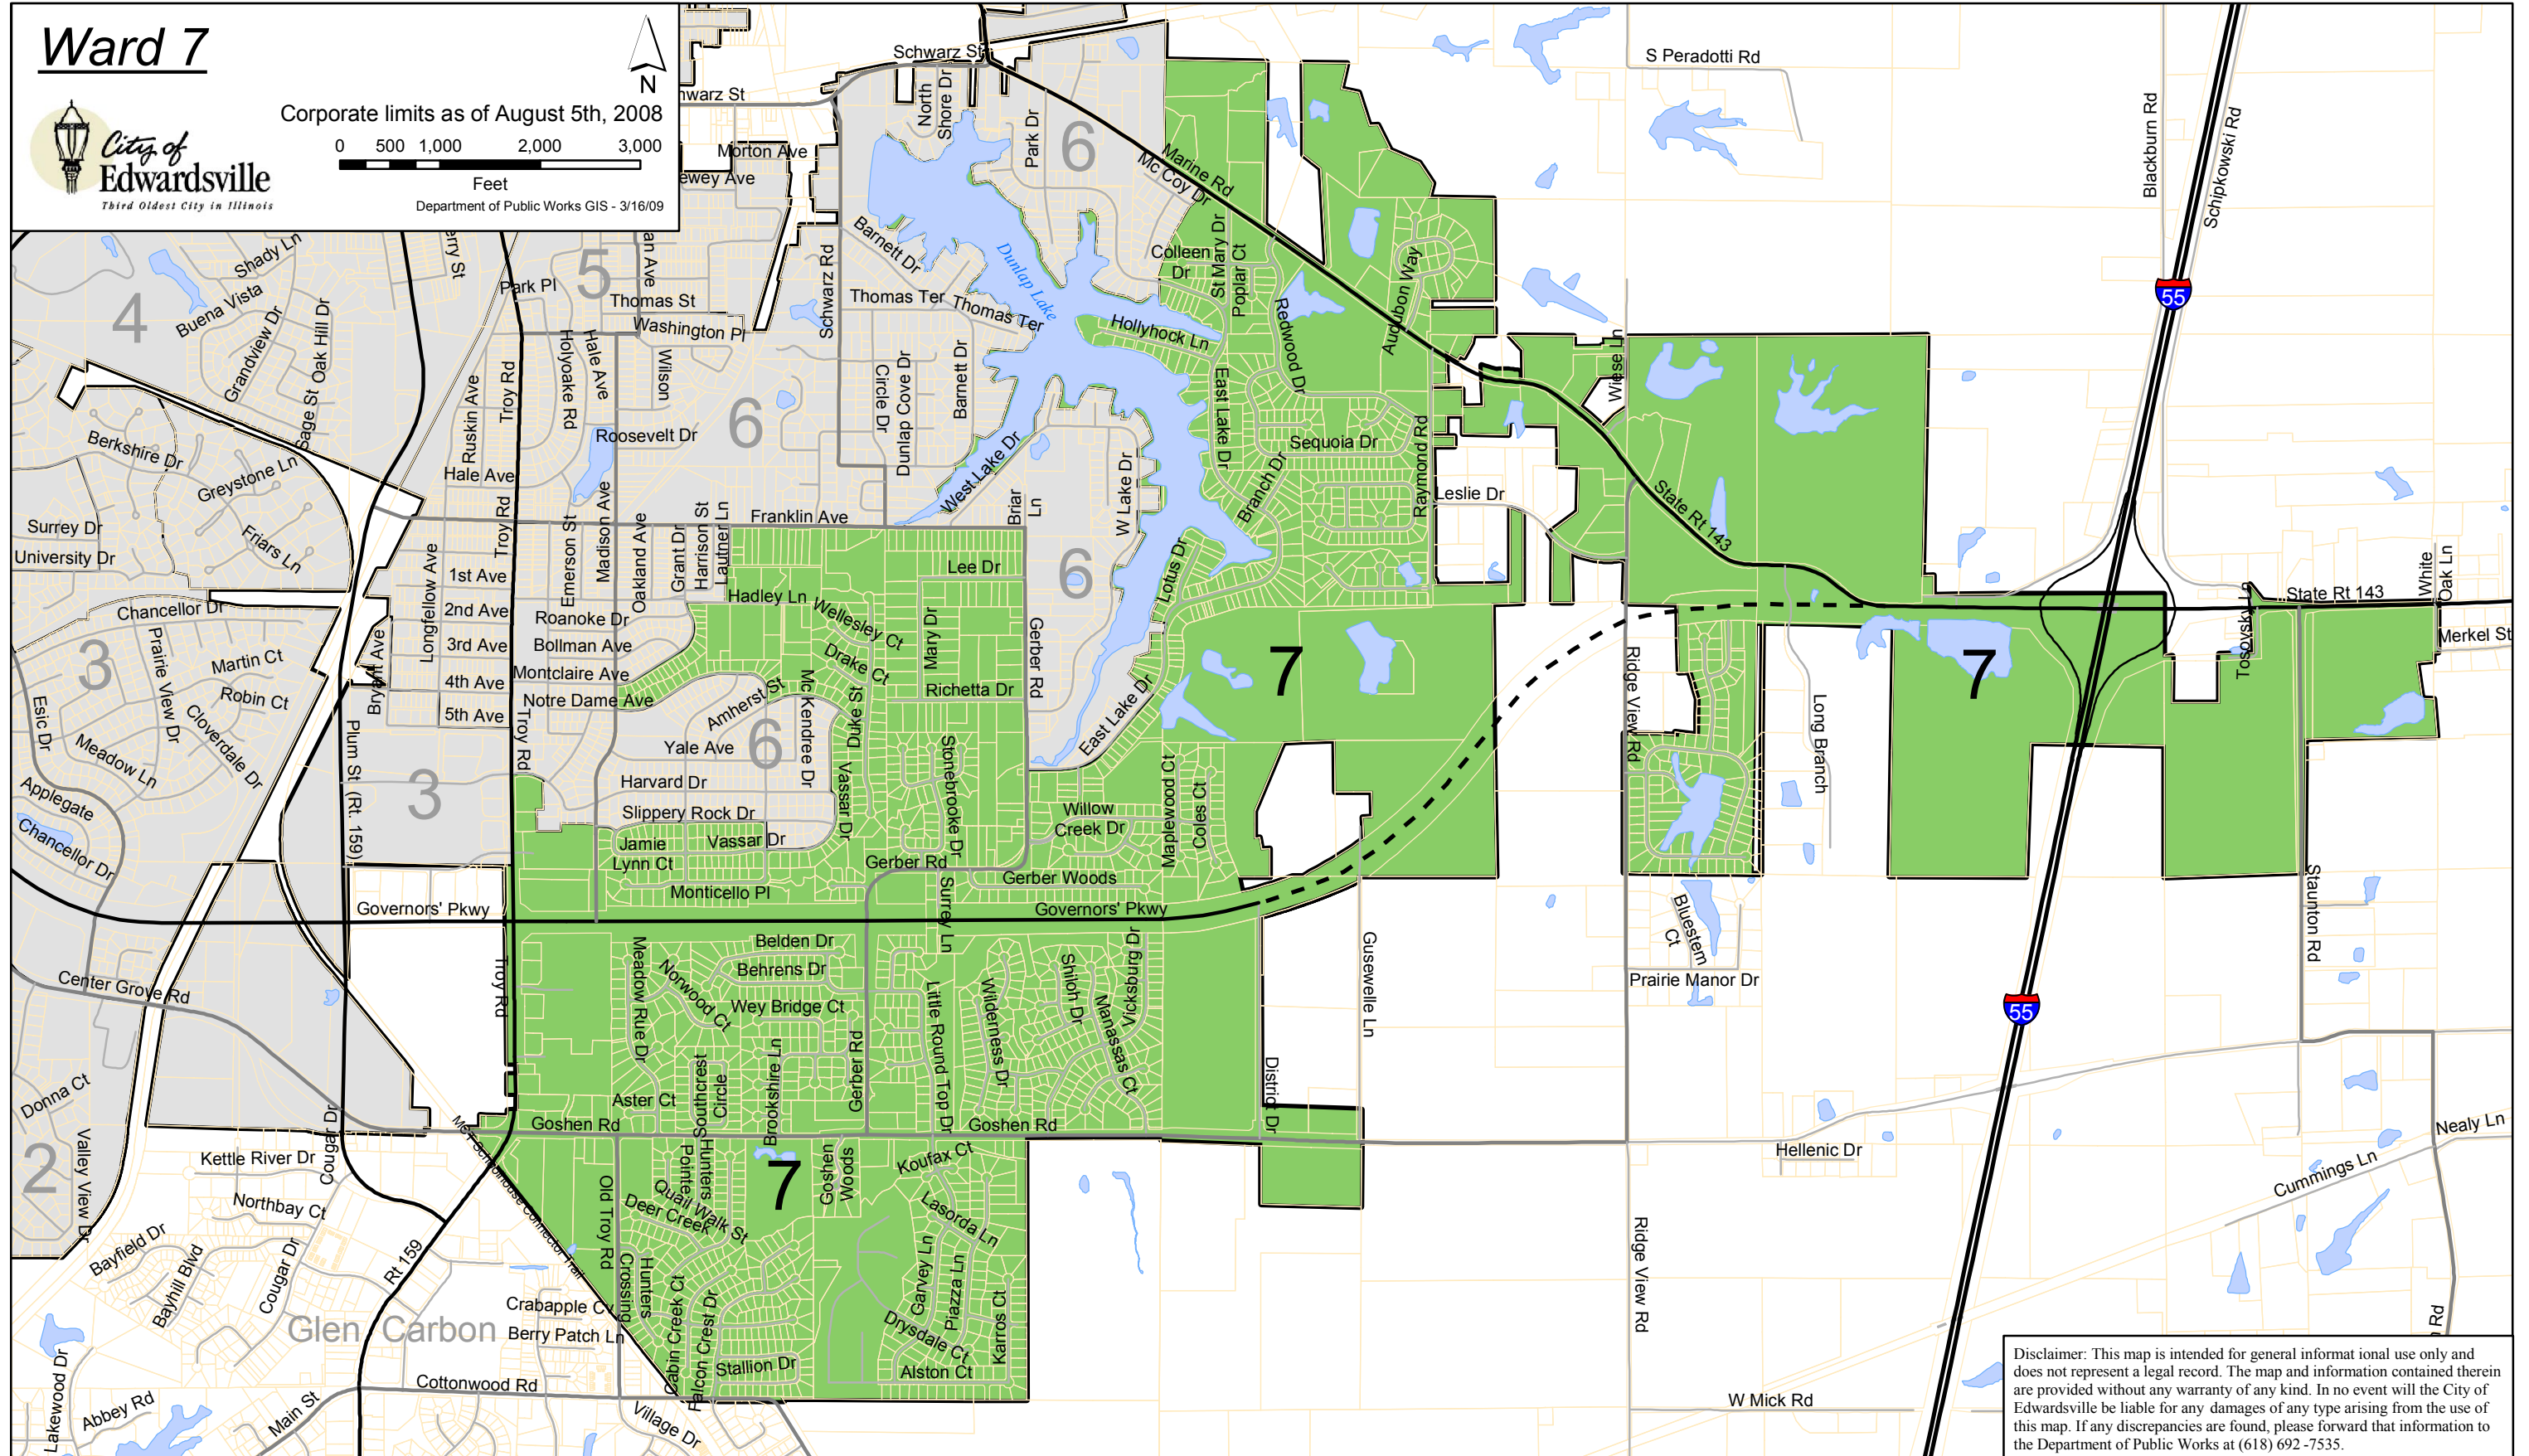 Ward 7
N
Corporate limits as of August 5th, 2008
0 500 1,000 2,000 3,000
Feet
Department of Public Works GIS - 3/16/09
City of
Edwardsville
Third Oldest City in Illinois
Schwarz St
hwarz St
Morton Ave
ewey Ave
North
Shore Dr
Park Dr
6
Marine Rd
Mc Coy Dr
S Peradotti Rd
Blackburn Rd
Schipkowski Rd
55
4
Shady Ln
Buena Vista
Grandview Dr
Oak Hill Dr
Sage St
erry St
5
an Ave
Park Pl
Thomas St
Washington Pl
Schwarz Rd
Barnett Dr
Thomas Ter
Thomas Ter
Dunlap Lake
Colleen
Dr
St Mary Dr
Poplar Ct
Hollyhock Ln
Redwood Dr
Audubon Way
Wiese Ln
Ruskin Ave
Troy Rd
Holyoake Rd
Hale Ave
Wilson
6
Circle Dr
Dunlap Cove Dr
Barnett Dr
Roosevelt Dr
East Lake Dr
Sequoia Dr
Raymond Rd
Branch Dr
Leslie Dr
State Rt 143
Berkshire Dr
Greystone Ln
Friars Ln
Surrey Dr
University Dr
Hale Ave
Troy Rd
Emerson St
Madison Ave
Oakland Ave
Grant Dr
Harrison St
Lautner Ln
Franklin Ave
West Lake Dr
Briar
Ln
W Lake Dr
6
Lotus Dr
Longfellow Ave
1st Ave
2nd Ave
3rd Ave
4th Ave
5th Ave
Roanoke Dr
Bollman Ave
Montclaire Ave
Notre Dame Ave
Hadley Ln
Wellesley Ct
Drake Ct
Lee Dr
Mary Dr
Richetta Dr
Gerber Rd
East Lake Dr
7
Ridge View Rd
Long Branch
7
Tosovsky Ln
State Rt 143
White
Oak Ln
Merkel St
Chancellor Dr
3
Prairie View Dr
Martin Ct
Robin Ct
Cloverdale Dr
Esic Dr
Meadow Ln
Applegate
Chancellor Dr
Bryant Ave
Plum St (Rt. 159)
3
Troy Rd
Amherst St
Yale Ave
6
Mc Kendree Dr
Duke St
Harvard Dr
Slippery Rock Dr
Vassar Dr
Jamie
Lynn Ct
Vassar Dr
Monticello Pl
Stonebrooke Dr
Gerber Rd
Willow
Creek Dr
Maplewood Ct
Coles Ct
Gerber Woods
Surrey Ln
Governors' Pkwy
Governors' Pkwy
Center Grove Rd
Troy Rd
Belden Dr
Behrens Dr
Wey Bridge Ct
Meadow Rue Dr
Norwood Ct
Southcrest
Circle
Brookshire Ln
Gerber Rd
Little Round Top Dr
Wilderness Dr
Shiloh Dr
Manassas Ct
Vicksburg Dr
District Dr
Gusewelle Ln
Bluestem
Ct
Prairie Manor Dr
55
Staunton Rd
Donna Ct
2
Valley View Dr
Cougar Dr
Kettle River Dr
Northbay Ct
Bayfield Dr
Bayhill Blvd
Cougar Dr
Rt 159
MCT Schoolhouse Connector Trail
Aster Ct
Goshen Rd
Goshen Rd
Old Troy Rd
Hunters
Pointe
Quail Walk St
Deer Creek
7
Goshen
Woods
Koufax Ct
Lasorda Ln
Garvey Ln
Piazza Ln
Drysdale Ct
Karros Ct
Alston Ct
Hunters
Crossing
Cabin Creek Ct
Falcon Crest Dr
Stallion Dr
Crabapple Cv
Berry Patch Ln
Glen Carbon
Cottonwood Rd
Lakewood Dr
Abbey Rd
Main St
Village Dr
Hellenic Dr
Nealy Ln
Cummings Ln
Ridge View Rd
W Mick Rd
Rd
Disclaimer: This map is intended for general informat ional use only and
does not represent a legal record. The map and information contained therein
are provided without any warranty of any kind. In no event will the City of
Edwardsville be liable for any damages of any type arising from the use of
this map. If any discrepancies are found, please forward that information to
the Department of Public Works at (618) 692 -7535.